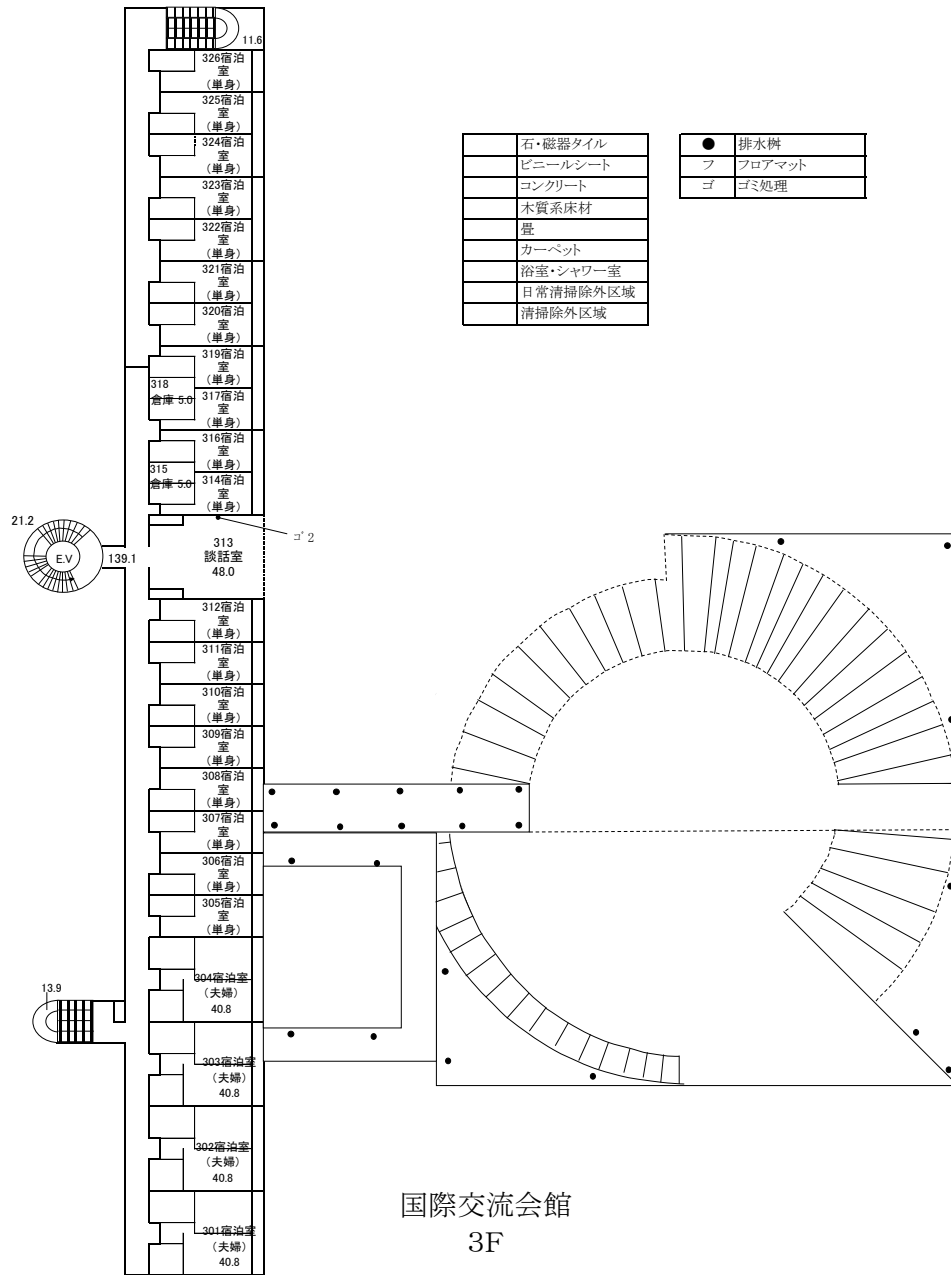 11.6
326宿泊
室
(単身)
325宿泊
室
(単身)
324宿泊
室
(単身)
323宿泊
室
(単身)
322宿泊
室
(単身)
321宿泊
室
(単身)
320宿泊
室
(単身)
319宿泊
室
(単身)
318
倉庫 5.0
317宿泊
室
(単身)
316宿泊
室
(単身)
315
倉庫 5.0
314宿泊
室
(単身)
21.2
E.V
139.1
313
談話室
48.0
ゴ2
312宿泊
室
(単身)
311宿泊
室
(単身)
310宿泊
室
(単身)
309宿泊
室
(単身)
308宿泊
室
(単身)
307宿泊
室
(単身)
306宿泊
室
(単身)
305宿泊
室
(単身)
304宿泊室
(夫婦)
40.8
13.9
303宿泊室
(夫婦)
40.8
302宿泊室
(夫婦)
40.8
301宿泊室
(夫婦)
40.8
石・磁器タイル
ビニールシート
コンクリート
木質系床材
畳
カーペット
浴室・シャワー室
日常清掃除外区域
清掃除外区域
● 排水桝
フ フロアマット
ゴ ゴミ処理
国際交流会館
3F